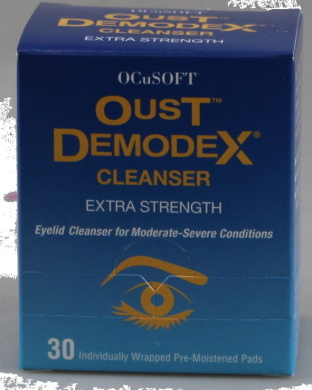 OCuSOFT
OUST
DEMODEX®
CLEANSER
EXTRA STRENGTH
OCuSOFT®
OUST™
DEMODEX®
CLEANSER
EXTRA STRENGTH
Eyelid Cleanser for Moderate-Severe Conditions
30 Individually Wrapped Pre-Moistened Pads